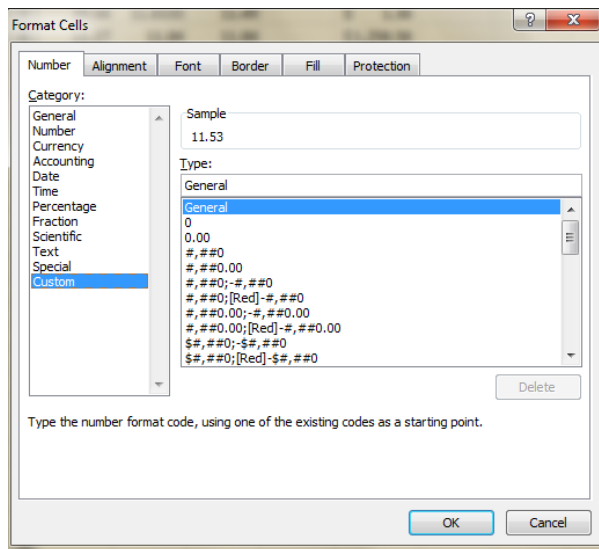 Format Cells
Number Alignment Font Border Fill Protection
Category:
General
Number
Currency
Accounting
Date
Time
Percentage
Fraction
Scientific
Text
Special
Custom
Sample
11.53
Type:
General
General
0
0.00
#,##0
#,##0.00
#,##0;-#,##0
#,##0;[Red]-#,##0
#,##0.00;-#,##0.00
#,##0.00;[Red]-#,##0.00
$#,##0;-$#,##0
$#,##0;[Red]-$#,##0
Delete
Type the number format code, using one of the existing codes as a starting point.
OK Cancel